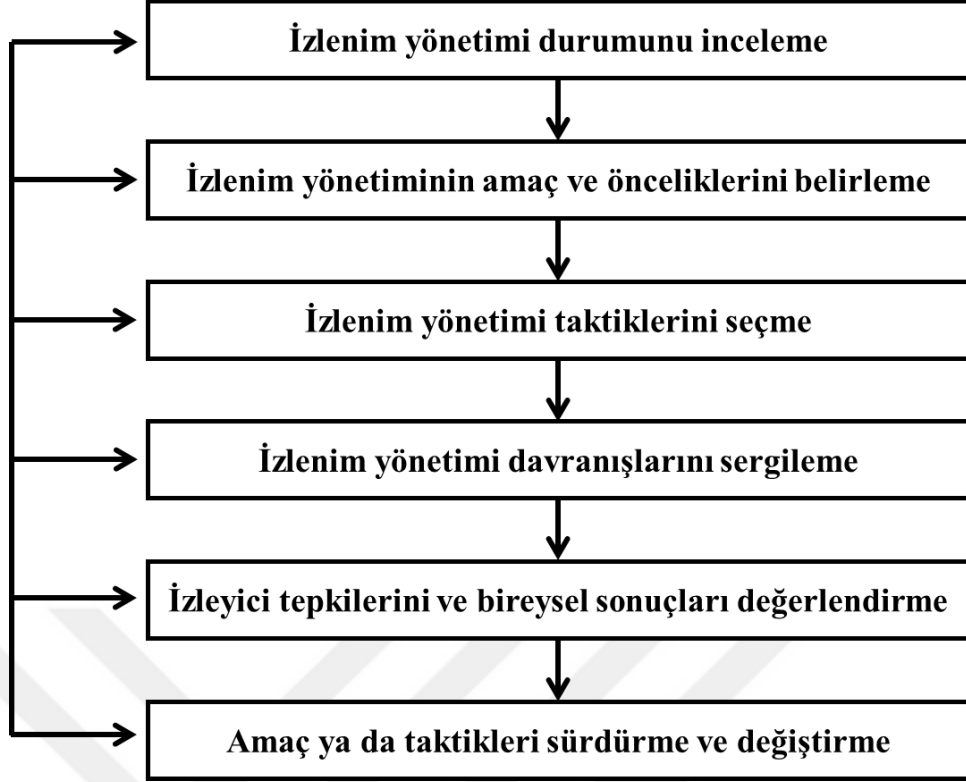 İzlenim yönetimi durumunu inceleme
İzlenim yönetiminin amaç ve önceliklerini belirleme
İzlenim yönetimi taktiklerini seçme
İzlenim yönetimi davranışlarını sergileme
İzleyici tepkilerini ve bireysel sonuçları değerlendirme
Amaç ya da taktikleri sürdürme ve değiştirme